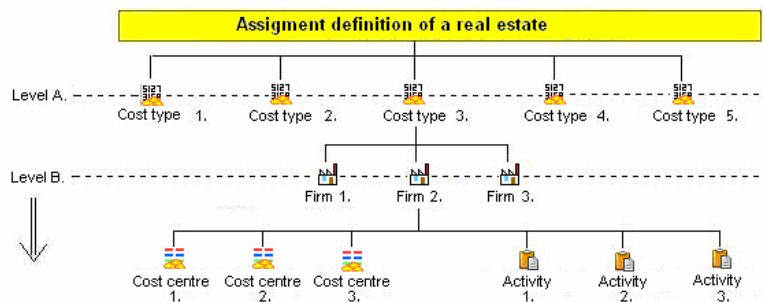 Assigment definition of a real estate
Level A.
Cost type 1. Cost type 2. Cost type 3. Cost type 4. Cost type 5.
Level B.
Firm 1. Firm 2. Firm 3.
Cost centre Cost centre Cost centre Activity Activity Activity
1. 2. 3. 1. 2. 3.